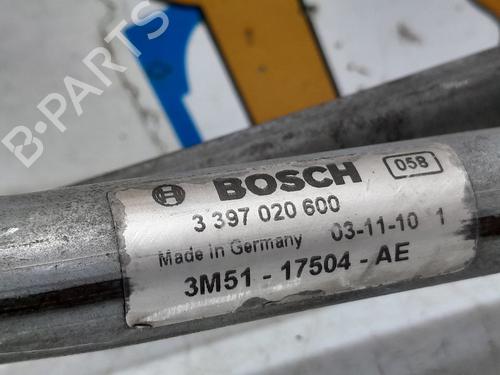 B-PARTS
BOSCH 058
3 397 020 600
Made in Germany 03-11-10 1
3M51 - 17504 - AE